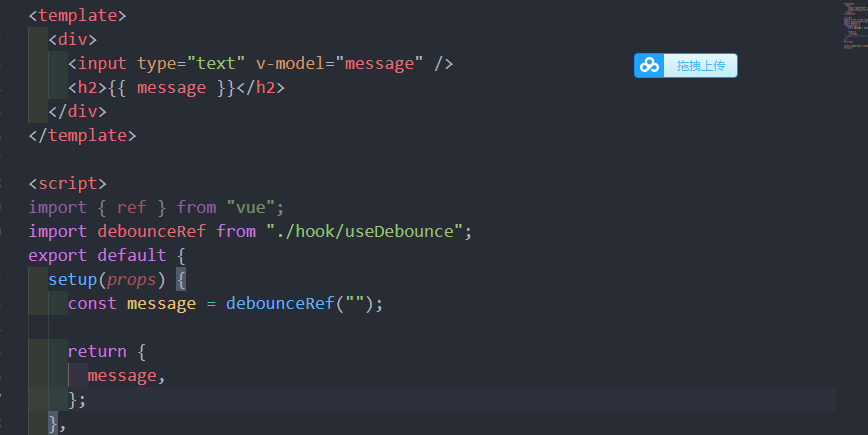 <template>
<div>
<input type="text" v-model="message" />
<h2>{{ message }}</h2>
</div>
</template>
<script>
import { ref } from "vue";
import debounceRef from "./hook/useDebounce";
export default {
setup(props) {
const message = debounceRef("");
return {
message,
};
},
拖拽上传